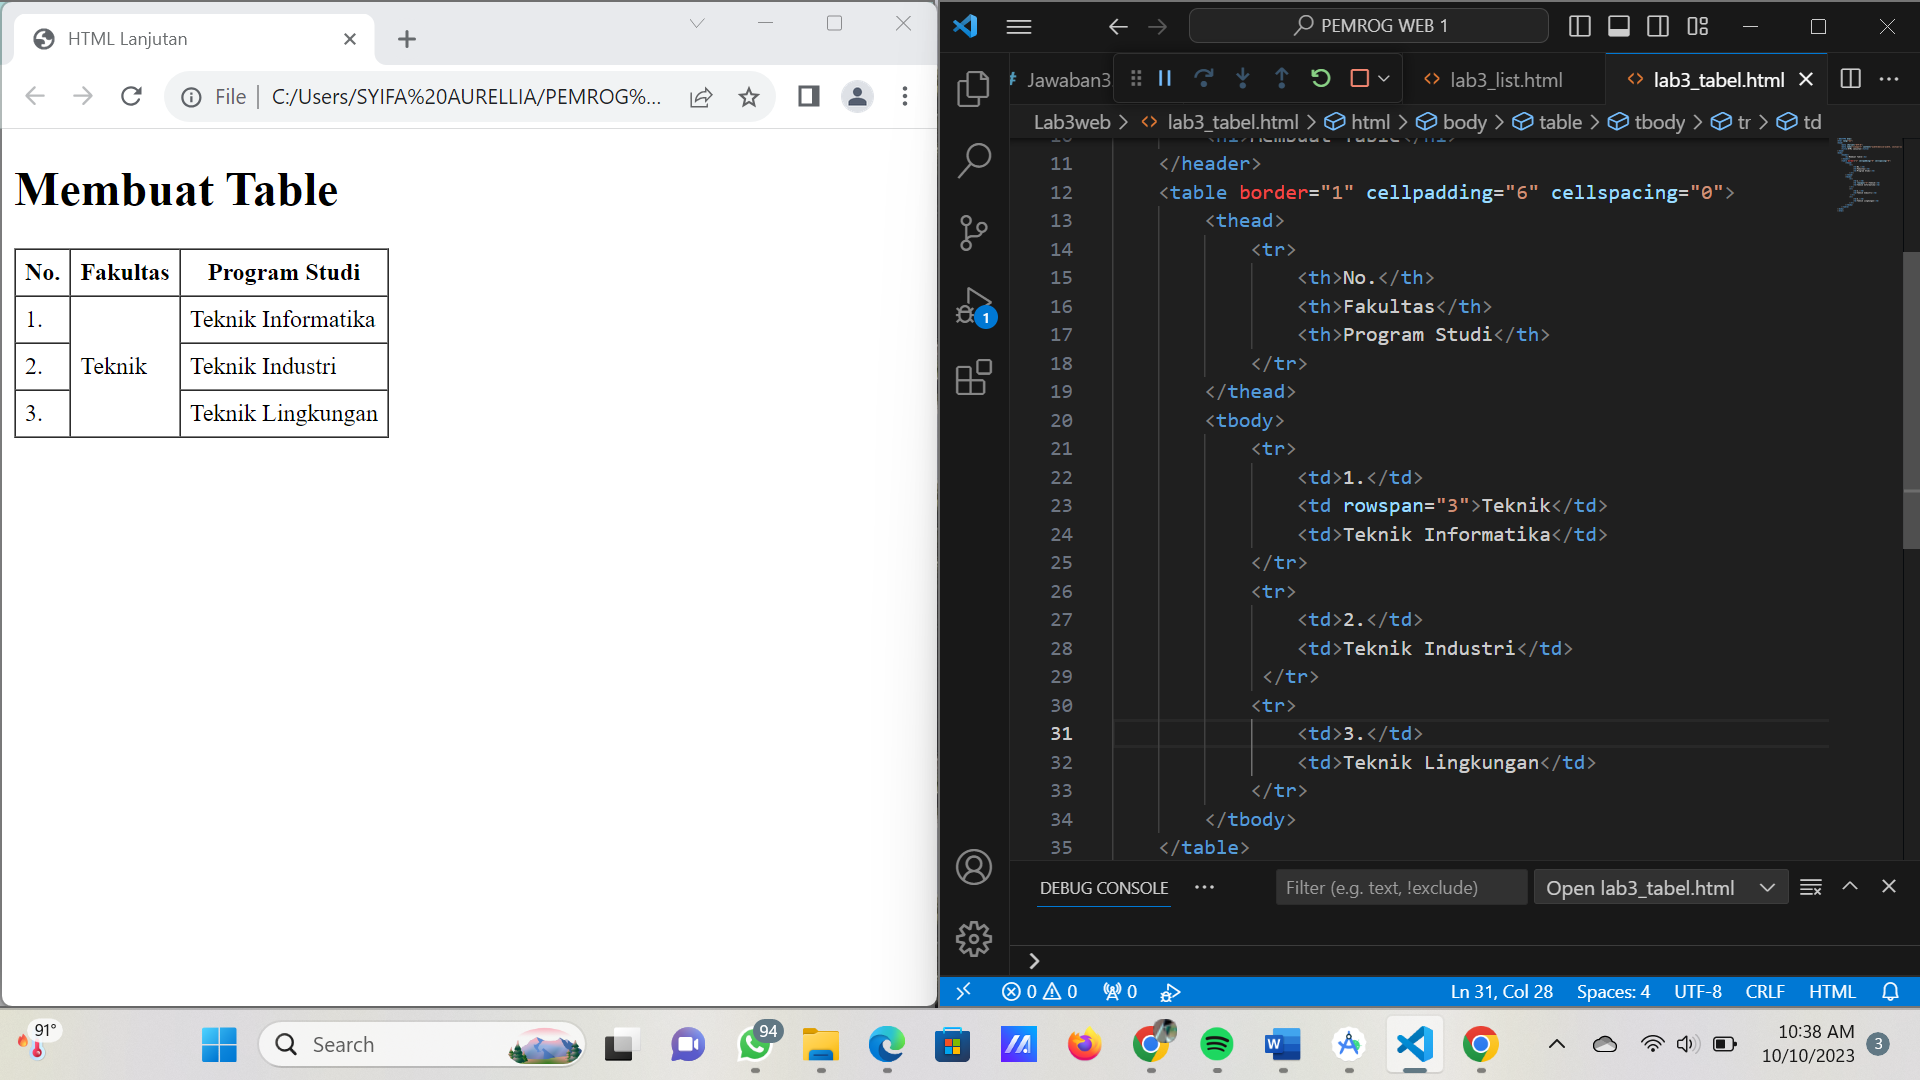 HTML Lanjutan
File
C:/Users/SYIFA%20AURELLIA/PEMROG%...
Membuat Table
No. Fakultas Program Studi
1. Teknik Informatika
2. Teknik Teknik Industri
3. Teknik Lingkungan
PEMROG WEB 1
# Jawaban3.
<> lab3_list.html
<> lab3_tabel.html
Lab3web > <> lab3_tabel.html > html > body > table > tbody > tr > td
11 </header>
12 <table border="1" cellpadding="6" cellspacing="0">
13 <thead>
14 <tr>
15 <th>No.</th>
16 <th>Fakultas</th>
17 <th>Program Studi</th>
18 </tr>
19 </thead>
20 <tbody>
21 <tr>
22 <td>1.</td>
23 <td rowspan="3">Teknik</td>
24 <td>Teknik Informatika</td>
25 </tr>
26 <tr>
27 <td>2.</td>
28 <td>Teknik Industri</td>
29 </tr>
30 <tr>
31 <td>3.</td>
32 <td>Teknik Lingkungan</td>
33 </tr>
34 </tbody>
35 </table>
1
DEBUG CONSOLE
Filter (e.g. text, !exclude)
Open lab3_tabel.html
0 0 0
Ln 31, Col 28 Spaces: 4 UTF-8 CRLF HTML
91°
Search
94
10:38 AM
10/10/2023
3